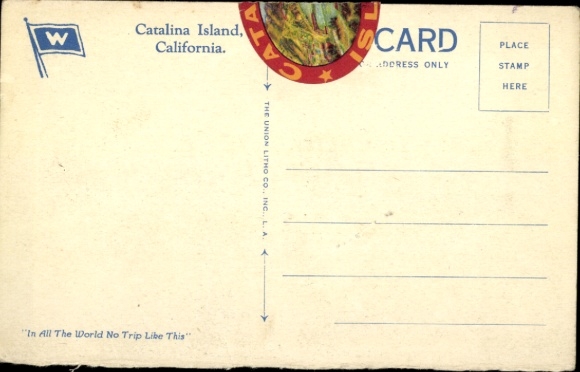 W
Catalina Island,
California.
CATA
ISL
CARD
ADDRESS ONLY
PLACE
STAMP
HERE
THE UNION LITHO CO., INC., L. A.
"In All The World No Trip Like This"